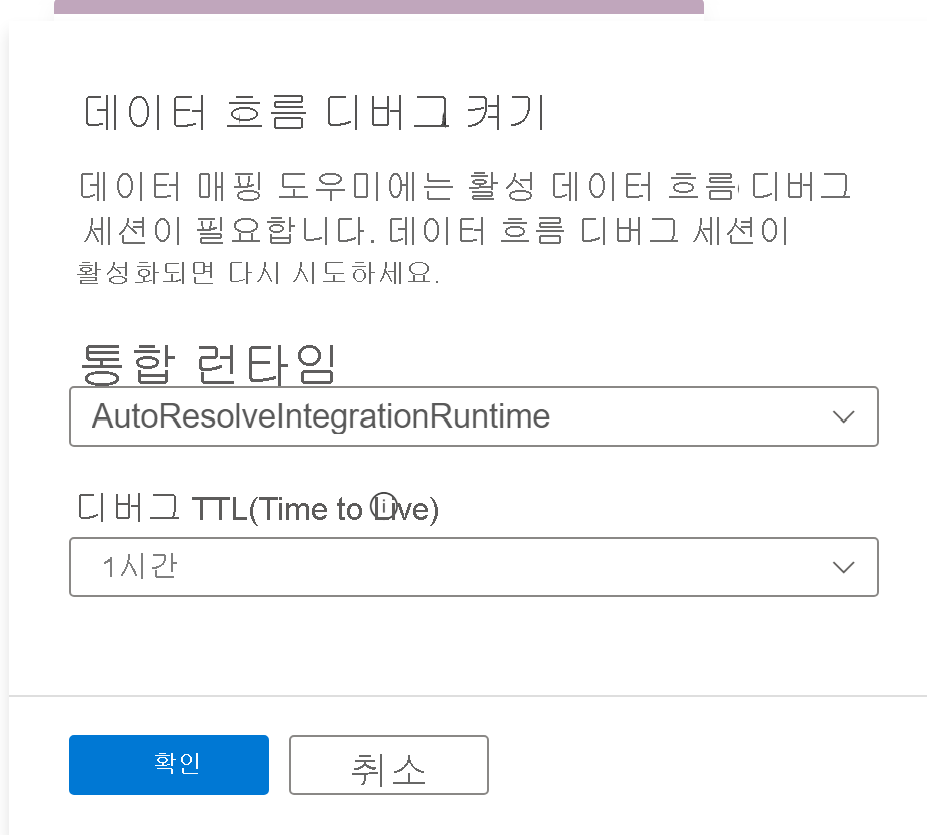 데이터 흐름 디버그 켜기
데이터 매핑 도우미에는 활성 데이터 흐름 디버그
세션이 필요합니다. 데이터 흐름 디버그 세션이
활성화되면 다시 시도하세요.
통합 런타임
AutoResolveIntegrationRuntime
디버그 TTL(Time to Live)
1시간
확인
취소